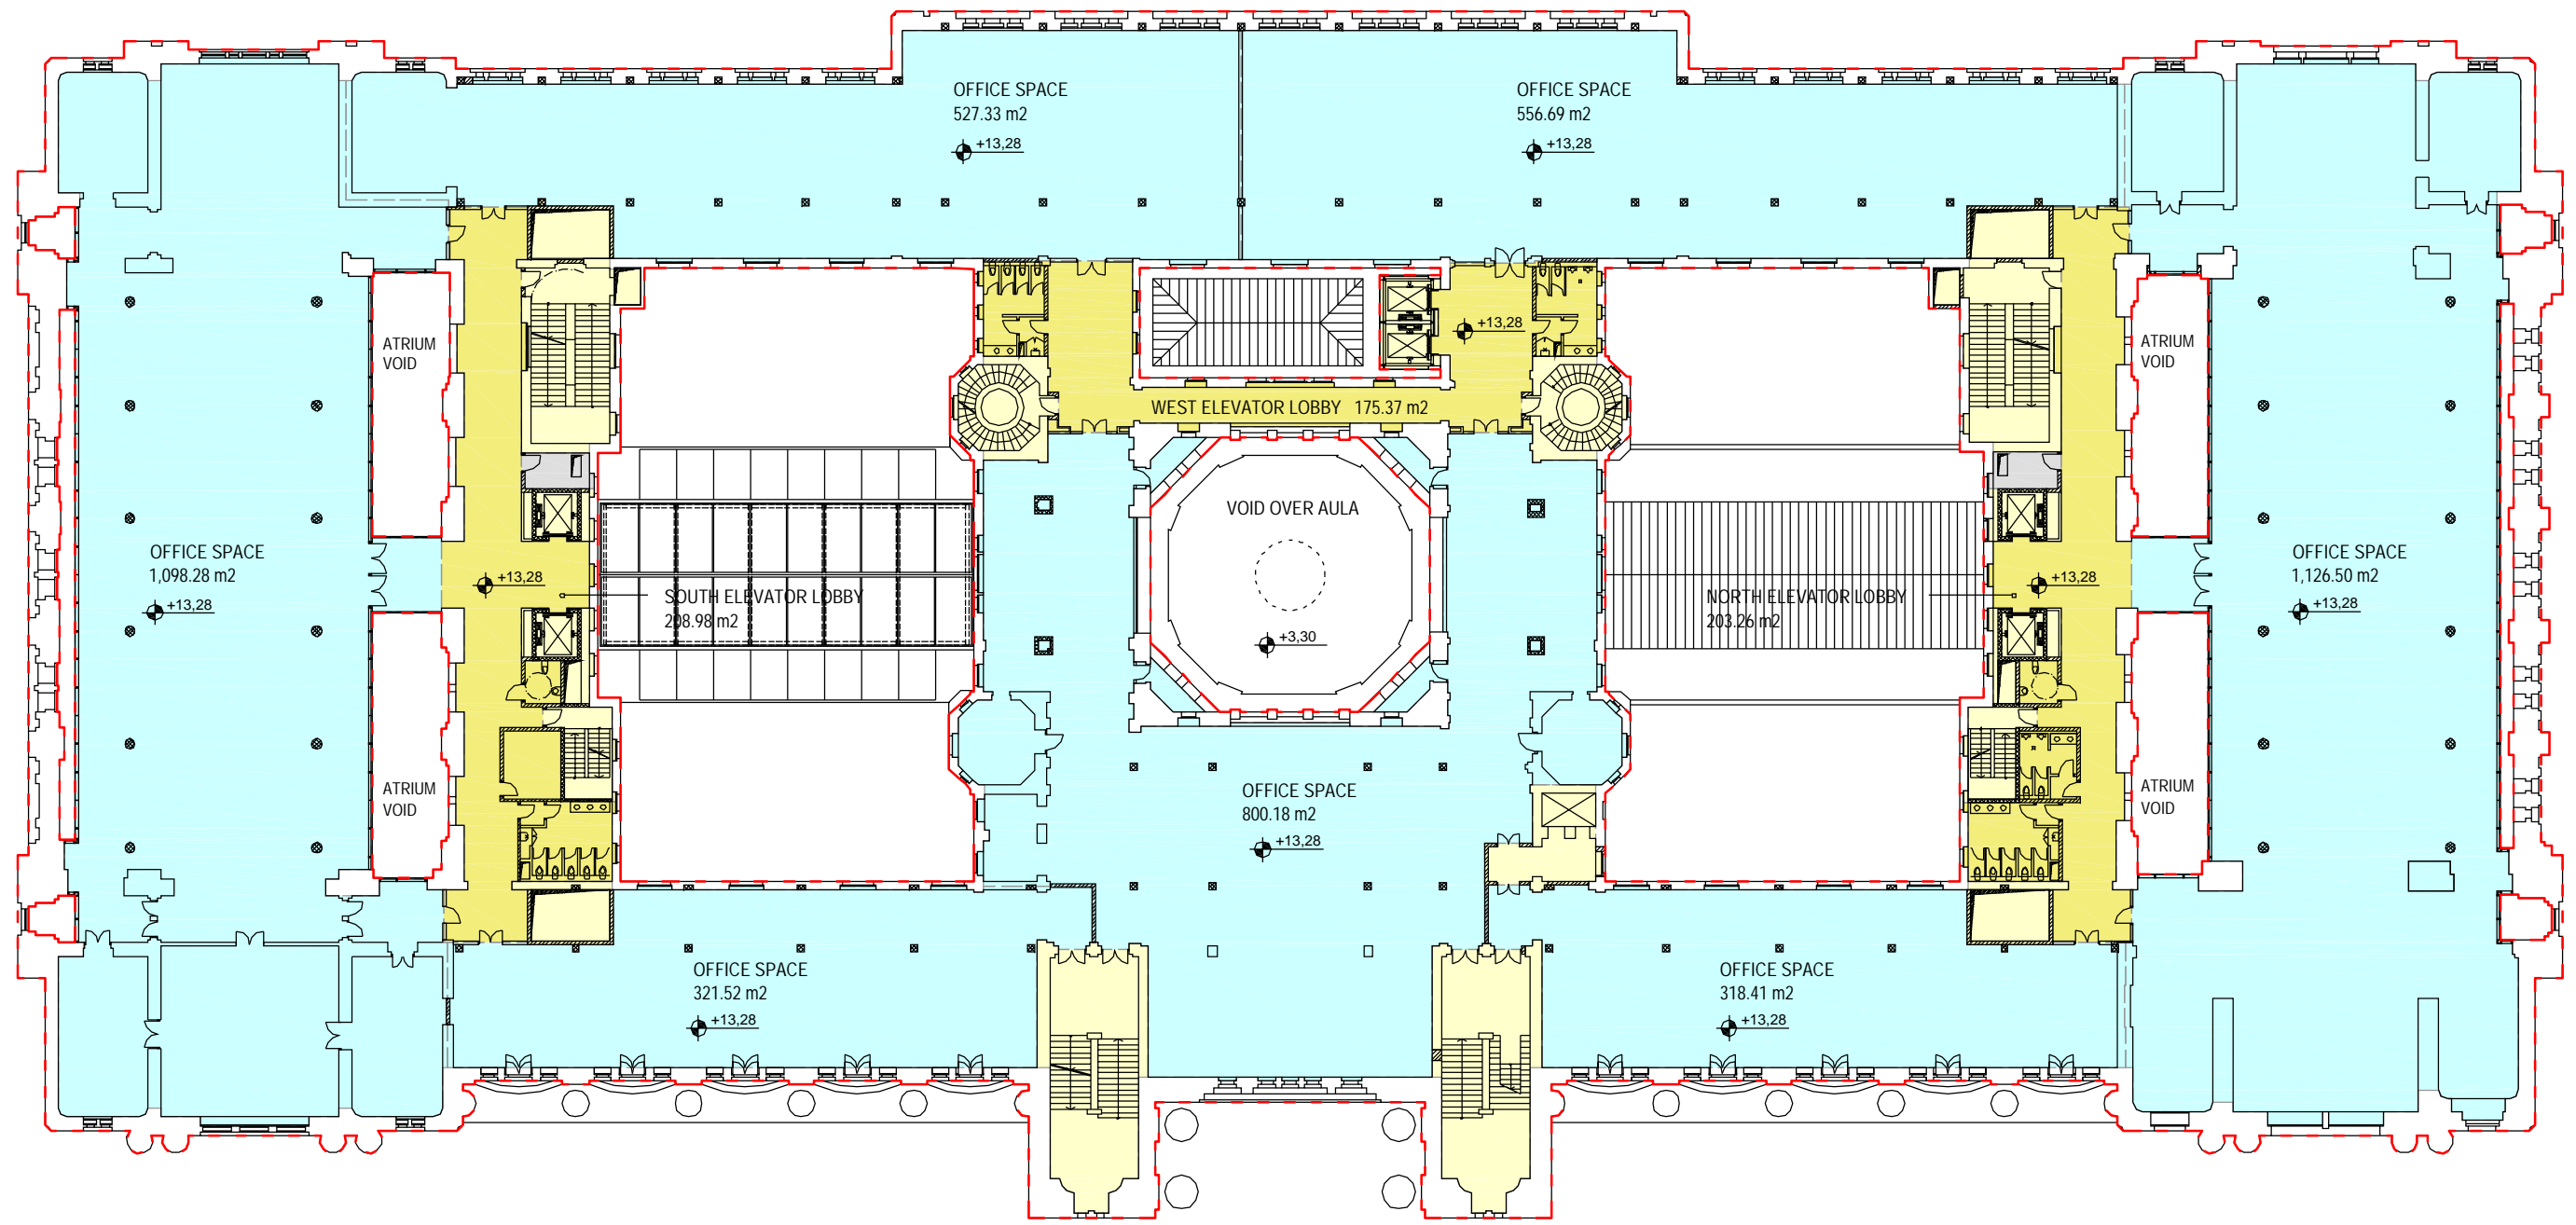 OFFICE SPACE
527.33 m2
+13,28
OFFICE SPACE
556.69 m2
+13,28
ATRIUM
VOID
+13,28
ATRIUM
VOID
WEST ELEVATOR LOBBY 175.37 m2
VOID OVER AULA
+3,30
OFFICE SPACE
1,098.28 m2
+13,28
+13,28
SOUTH ELEVATOR LOBBY
208.98 m2
NORTH ELEVATOR LOBBY
203.26 m2
+13,28
OFFICE SPACE
1,126.50 m2
+13,28
ATRIUM
VOID
OFFICE SPACE
800.18 m2
+13,28
ATRIUM
VOID
OFFICE SPACE
321.52 m2
+13,28
OFFICE SPACE
318.41 m2
+13,28